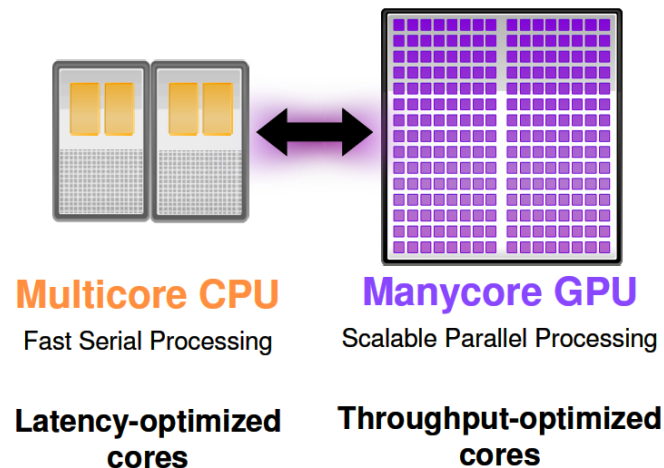 Multicore CPU
Fast Serial Processing
Latency-optimized
cores
Manycore GPU
Scalable Parallel Processing
Throughput-optimized
cores